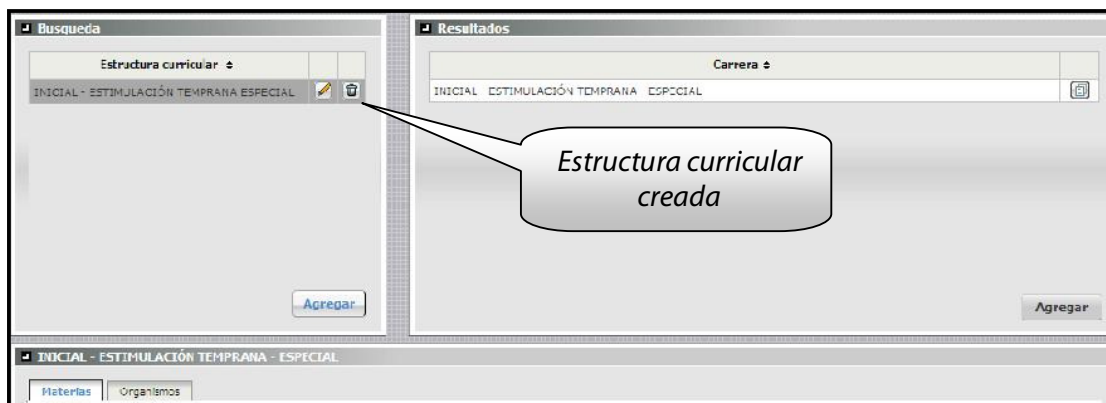 Busqueda
Estructura curricular
INICIAL - ESTIMULACIÓN TEMPRANA ESPECIAL
Agregar
Resultados
Carrera
INICIAL ESTIMULACIÓN TEMPRANA ESPECIAL
Estructura curricular
creada
Agregar
INICIAL - ESTIMULACIÓN TEMPRANA - ESPECIAL
Materias Organismos